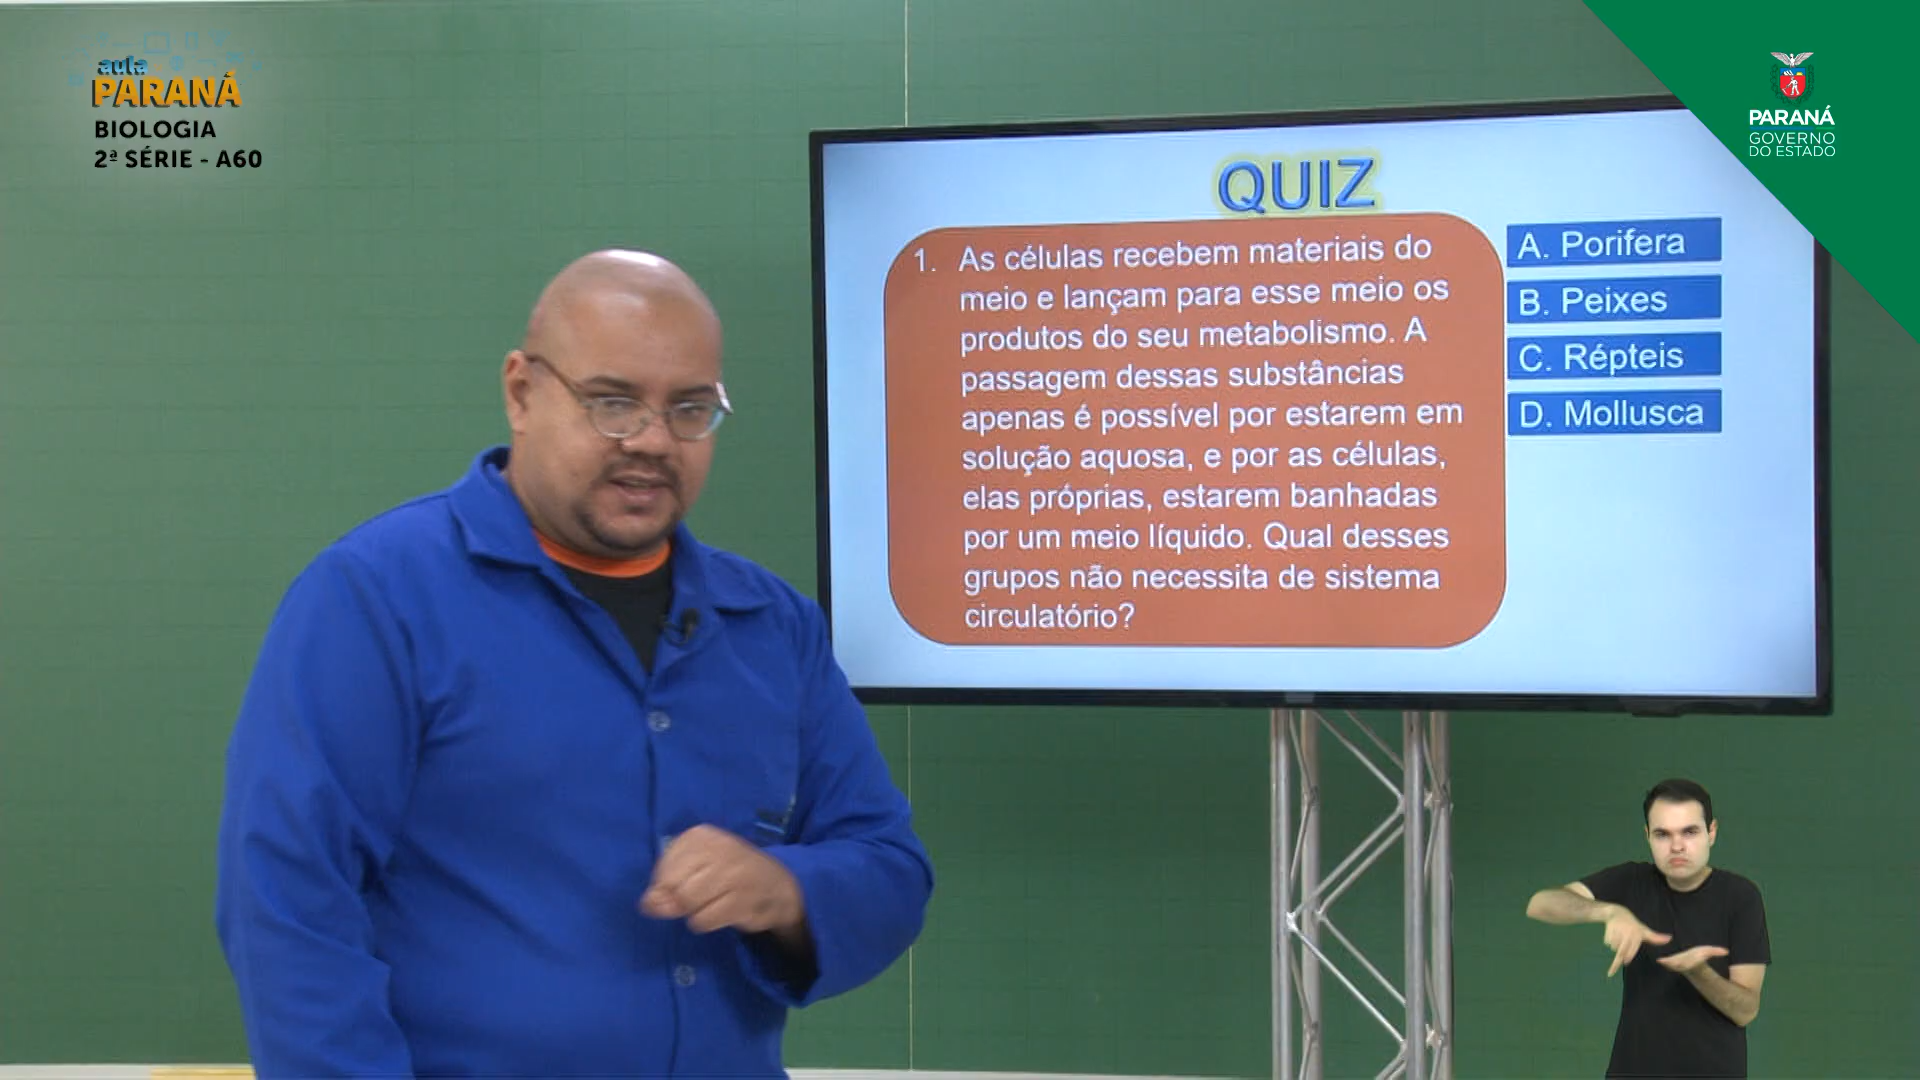 aula
PARANÁ
BIOLOGIA
2ª SÉRIE - A60
PARANÁ
GOVERNO
DO ESTADO
QUIZ
1. As células recebem materiais do
meio e lançam para esse meio os
produtos do seu metabolismo. A
passagem dessas substâncias
apenas é possível por estarem em
solução aquosa, e por as células,
elas próprias, estarem banhadas
por um meio líquido. Qual desses
grupos não necessita de sistema
circulatório?
A. Porifera
B. Peixes
C. Répteis
D. Mollusca